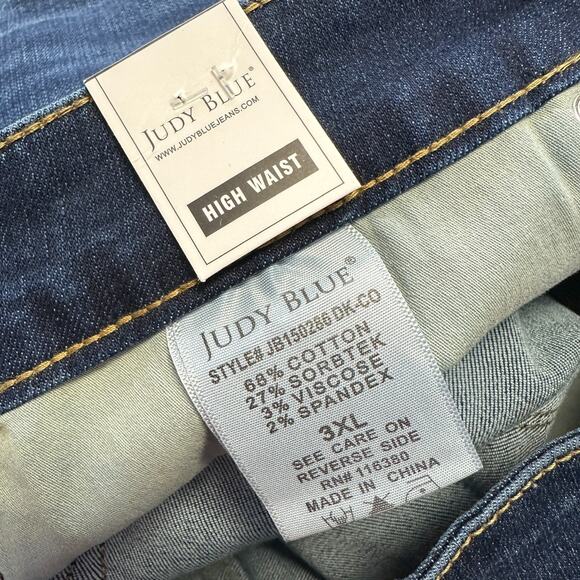 JUDY BLUE®
WWW.JUDYBLUEJEANS.COM
HIGH WAIST
JUDY BLUE®
STYLE# JB150286 DK-CO
68% COTTON
27% SORBTEK
3% VISCOSE
2% SPANDEX
3XL
SEE CARE ON
REVERSE SIDE
RN# 116380
MADE IN CHINA